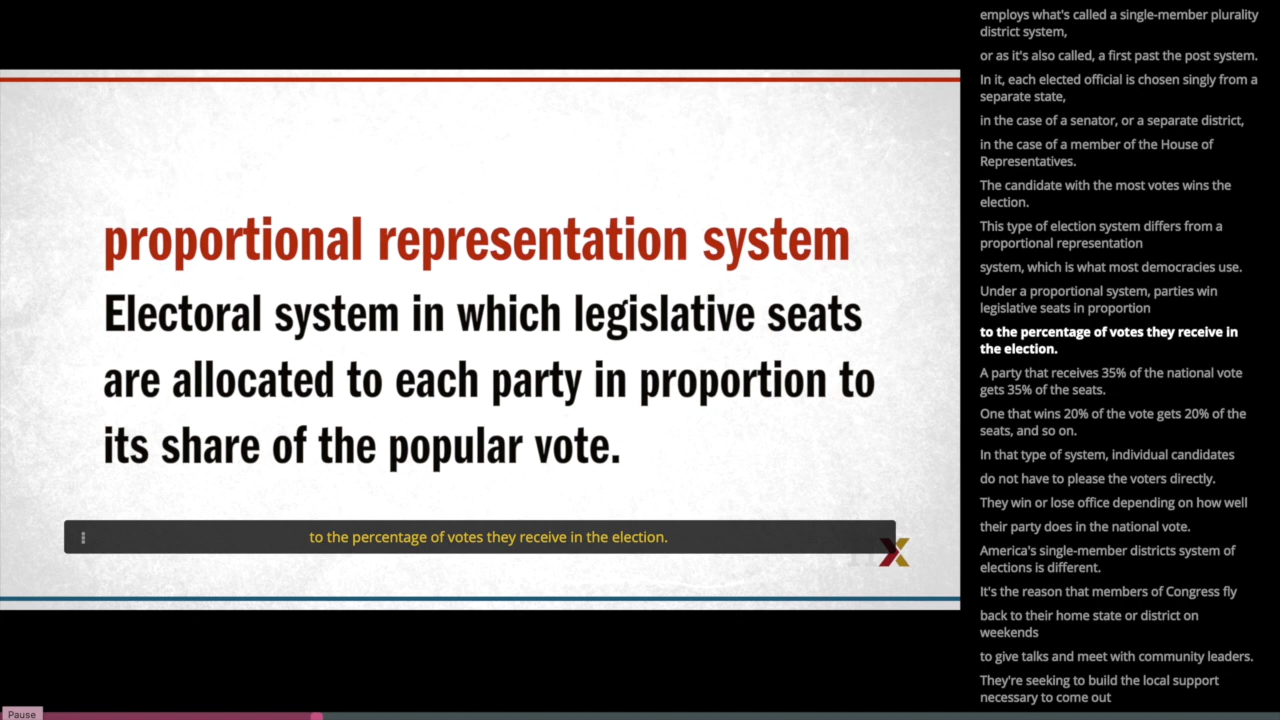 proportional representation system
Electoral system in which legislative seats
are allocated to each party in proportion to
its share of the popular vote.
to the percentage of votes they receive in the election.
Pause
employs what's called a single-member plurality
district system,
or as it's also called, a first past the post system.
In it, each elected official is chosen singly from a
separate state,
in the case of a senator, or a separate district,
in the case of a member of the House of
Representatives.
The candidate with the most votes wins the
election.
This type of election system differs from a
proportional representation
system, which is what most democracies use.
Under a proportional system, parties win
legislative seats in proportion
to the percentage of votes they receive in
the election.
A party that receives 35% of the national vote
gets 35% of the seats.
One that wins 20% of the vote gets 20% of the
seats, and so on.
In that type of system, individual candidates
do not have to please the voters directly.
They win or lose office depending on how well
their party does in the national vote.
America's single-member districts system of
elections is different.
It's the reason that members of Congress fly
back to their home state or district on
weekends
to give talks and meet with community leaders.
They're seeking to build the local support
necessary to come out